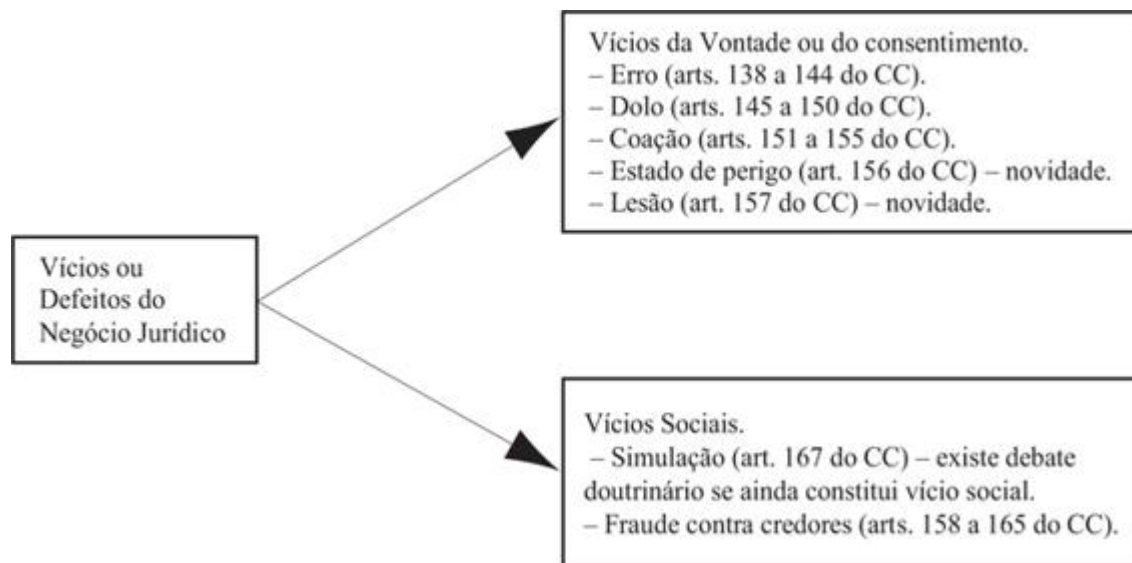 Vícios ou
Defeitos do
Negócio Jurídico
Vícios da Vontade ou do consentimento.
– Erro (arts. 138 a 144 do CC).
– Dolo (arts. 145 a 150 do CC).
– Coação (arts. 151 a 155 do CC).
– Estado de perigo (art. 156 do CC) – novidade.
– Lesão (art. 157 do CC) – novidade.
Vícios Sociais.
– Simulação (art. 167 do CC) – existe debate
doutrinário se ainda constitui vício social.
– Fraude contra credores (arts. 158 a 165 do CC).